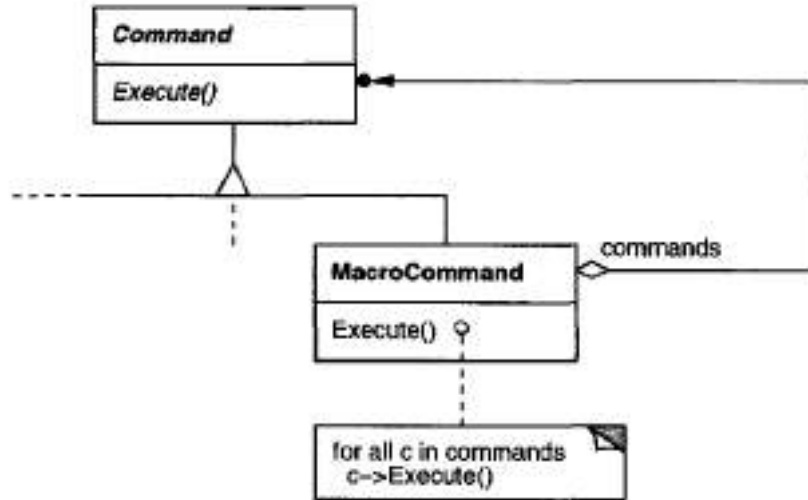 Command
Execute()
commands
MacroCommand
Execute()
for all c in commands
c->Execute()